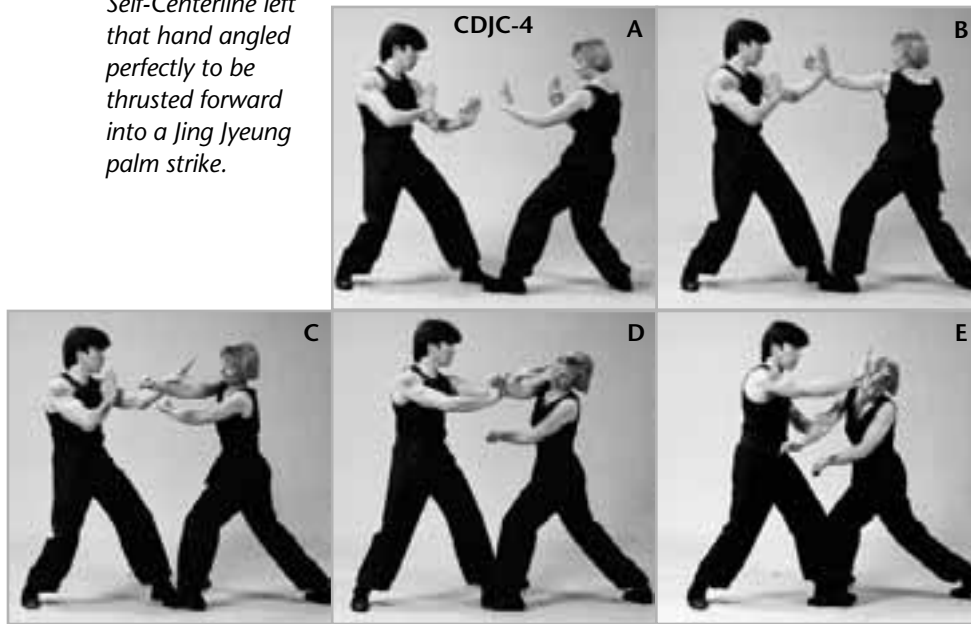 Self-Centerline left
that hand angled
perfectly to be
thrusted forward
into a Jing Jyeung
palm strike.
CDJC-4
A
B
C
D
E